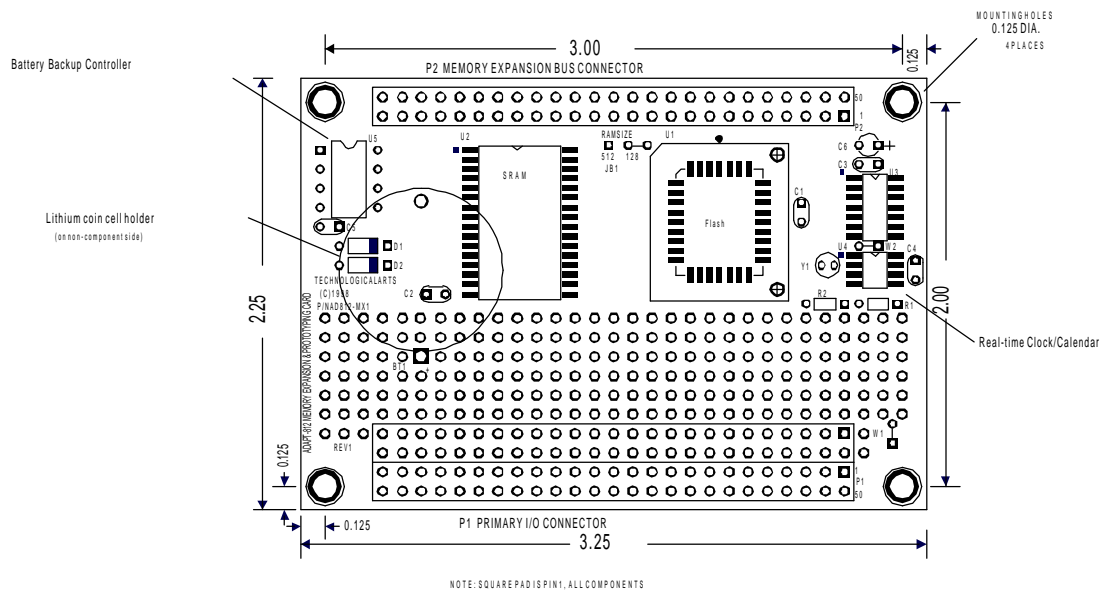 MOUNTINGHOLES
0.125 DIA.
4 PLACES
3.00
0.125
Battery Backup Controller
P2 MEMORY EXPANSION BUS CONNECTOR
50
1
P2
U5
U2
RAMSIZE
512 128
JB1
U1
C6
+
C3
U3
SRAM
Flash
C1
Lithium coin cell holder
(on non-component side)
C5
D1
D2
U4
W2
C4
Y1
TECHNOLOGICALARTS
(C)1998
P/NAD812-MX1
C2
R2
R1
2.25
2.00
Real-time Clock/Calendar
BT1
+
ADAPT-812 MEMORY EXPANSION & PROTOTYPING CARD
REV1
W1
0.125
1
P1
50
0.125
P1 PRIMARY I/O CONNECTOR
3.25
NOTE: SQUARE PAD IS PIN 1, ALL COMPONENTS